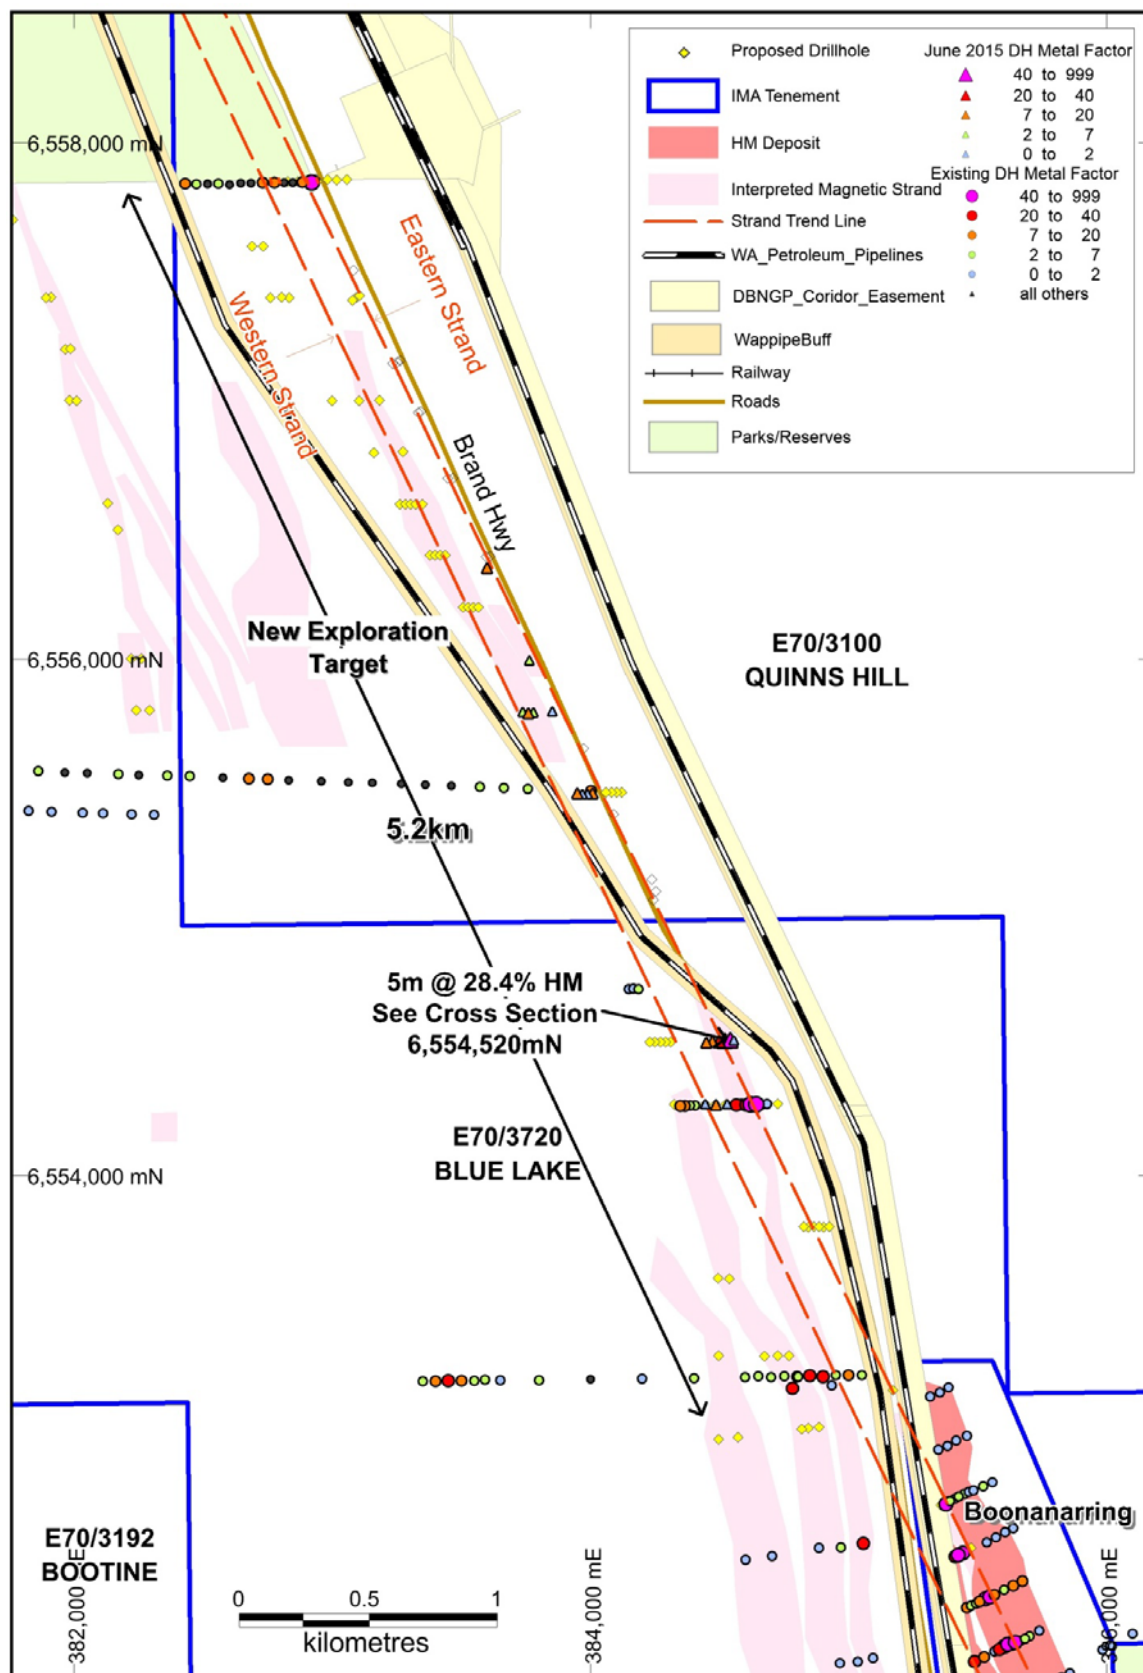 Proposed Drillhole
IMA Tenement
HM Deposit
Interpreted Magnetic Strand
Strand Trend Line
WA_Petroleum_Pipelines
DBNGP_Coridor_Easement
WappipeBuff
Railway
Roads
Parks/Reserves
June 2015 DH Metal Factor
40 to 999
20 to 40
7 to 20
2 to 7
0 to 2
Existing DH Metal Factor
40 to 999
20 to 40
7 to 20
2 to 7
0 to 2
all others
6,558,000 mN
Eastern Strand
Western Strand
Brand Hwy
New Exploration
Target
6,556,000 mN
E70/3100
QUINNS HILL
5.2km
5m @ 28.4% HM
See Cross Section
6,554,520mN
E70/3720
BLUE LAKE
6,554,000 mN
Boonanarring
E70/3192
BOOTINE
382,000 mE
384,000 mE
386,000 mE
0 0.5 1
kilometres